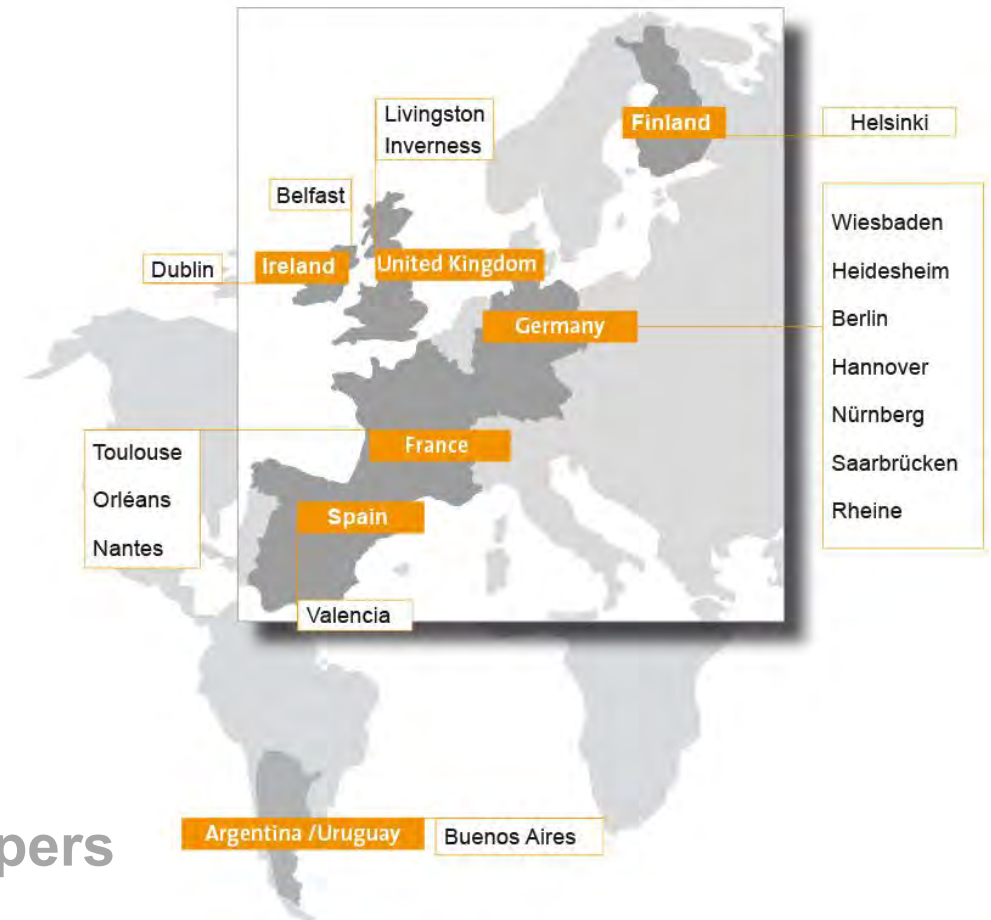 Livingston
Inverness
Finland
Helsinki
Belfast
Dublin
Ireland
United Kingdom
Germany
Wiesbaden
Heidesheim
Berlin
Hannover
Nürnberg
Saarbrücken
Rheine
France
Toulouse
Orléans
Nantes
Spain
Valencia
Argentina /Uruguay
Buenos Aires
pers